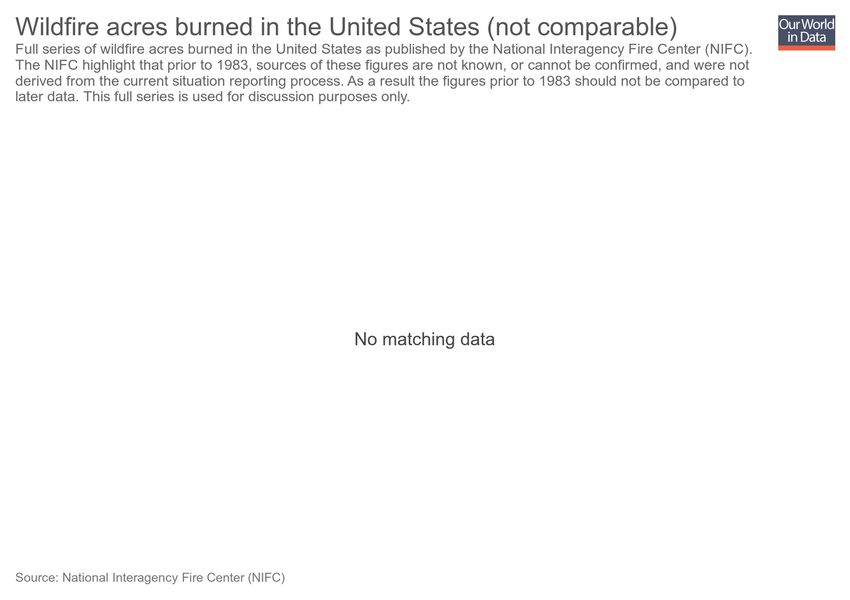 Wildfire acres burned in the United States (not comparable)
Our World
in Data
Full series of wildfire acres burned in the United States as published by the National Interagency Fire Center (NIFC).
The NIFC highlight that prior to 1983, sources of these figures are not known, or cannot be confirmed, and were not
derived from the current situation reporting process. As a result the figures prior to 1983 should not be compared to
later data. This full series is used for discussion purposes only.
No matching data
Source: National Interagency Fire Center (NIFC)